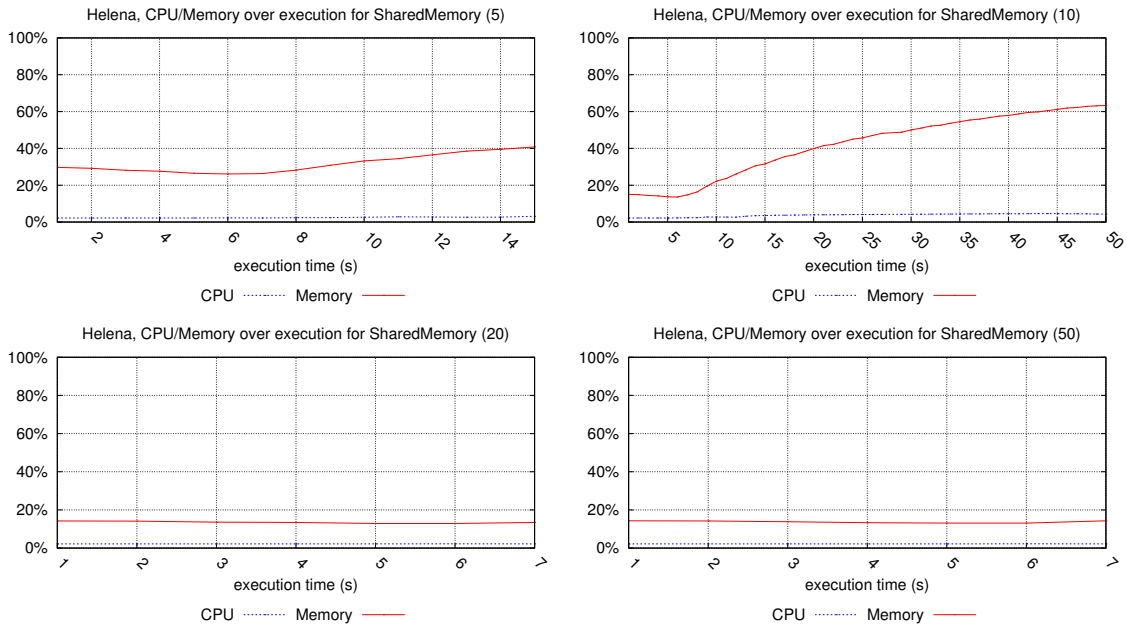 Helena, CPU/Memory over execution for SharedMemory (5)
100%
80%
60%
40%
20%
0%
2 4 6 8 10 12 14
execution time (s)
CPU Memory
Helena, CPU/Memory over execution for SharedMemory (10)
100%
80%
60%
40%
20%
0%
5 10 15 20 25 30 35 40 45 50
execution time (s)
CPU Memory
Helena, CPU/Memory over execution for SharedMemory (20)
100%
80%
60%
40%
20%
0%
1 2 3 4 5 6 7
execution time (s)
CPU Memory
Helena, CPU/Memory over execution for SharedMemory (50)
100%
80%
60%
40%
20%
0%
1 2 3 4 5 6 7
execution time (s)
CPU Memory